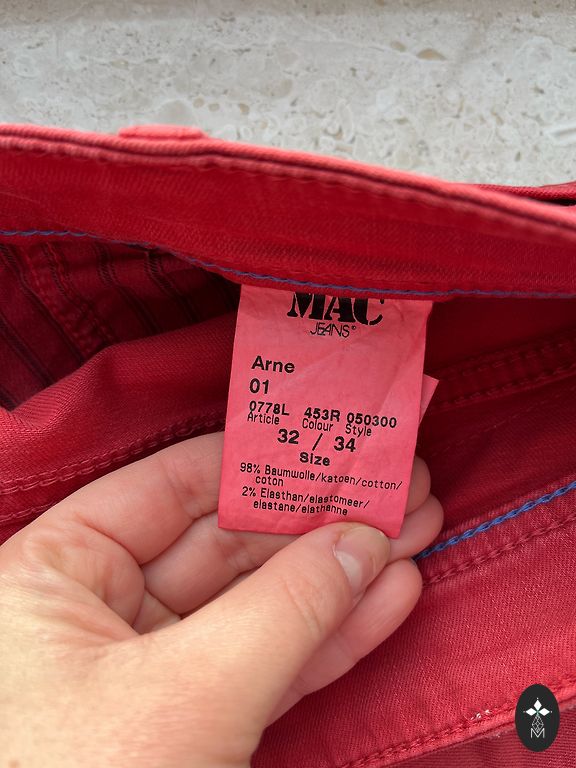 MAC
JEANS®
Arne
01
0778L 453R 050300
Article Colour Style
32 / 34
Size
98% Baumwolle/katoen/cotton/
coton
2% Elasthan/elastomeer/
elastane/elathanne
M